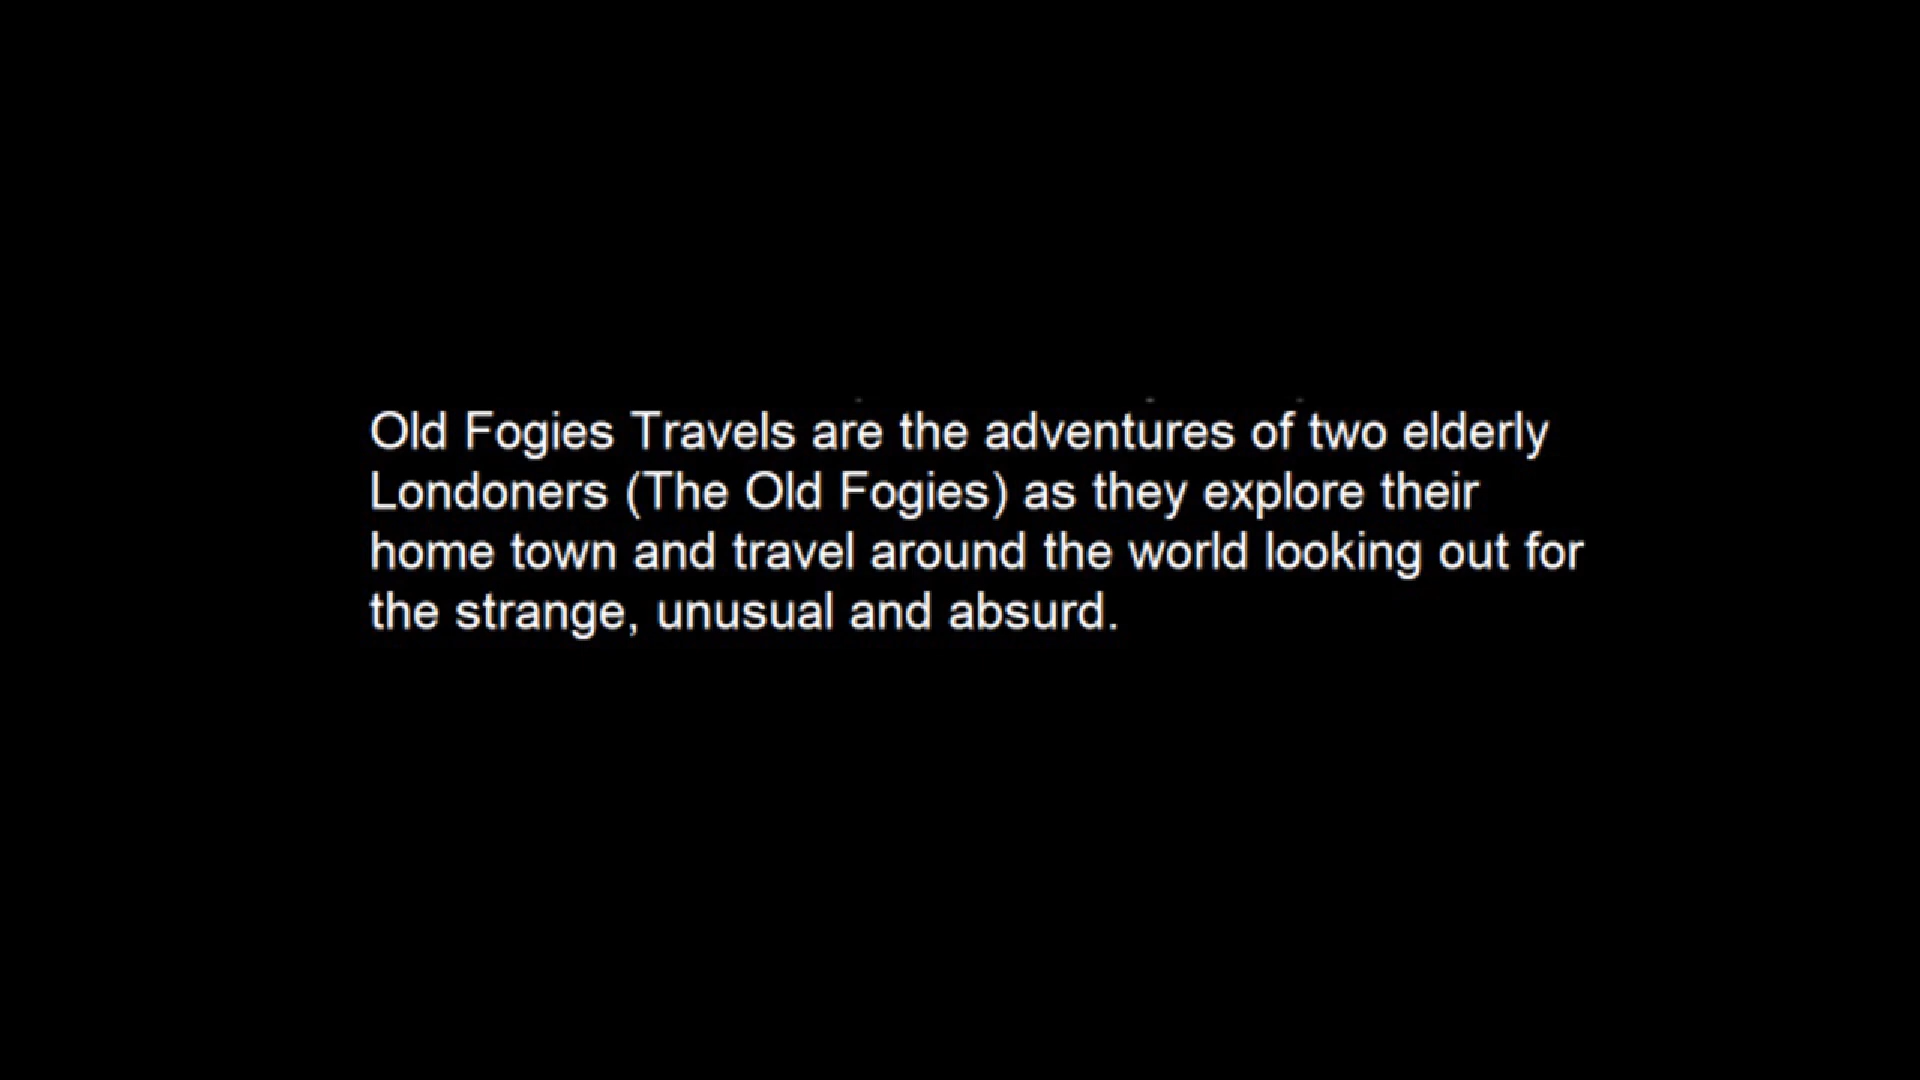 Old Fogies Travels are the adventures of two elderly
Londoners (The Old Fogies) as they explore their
home town and travel around the world looking out for
the strange, unusual and absurd.